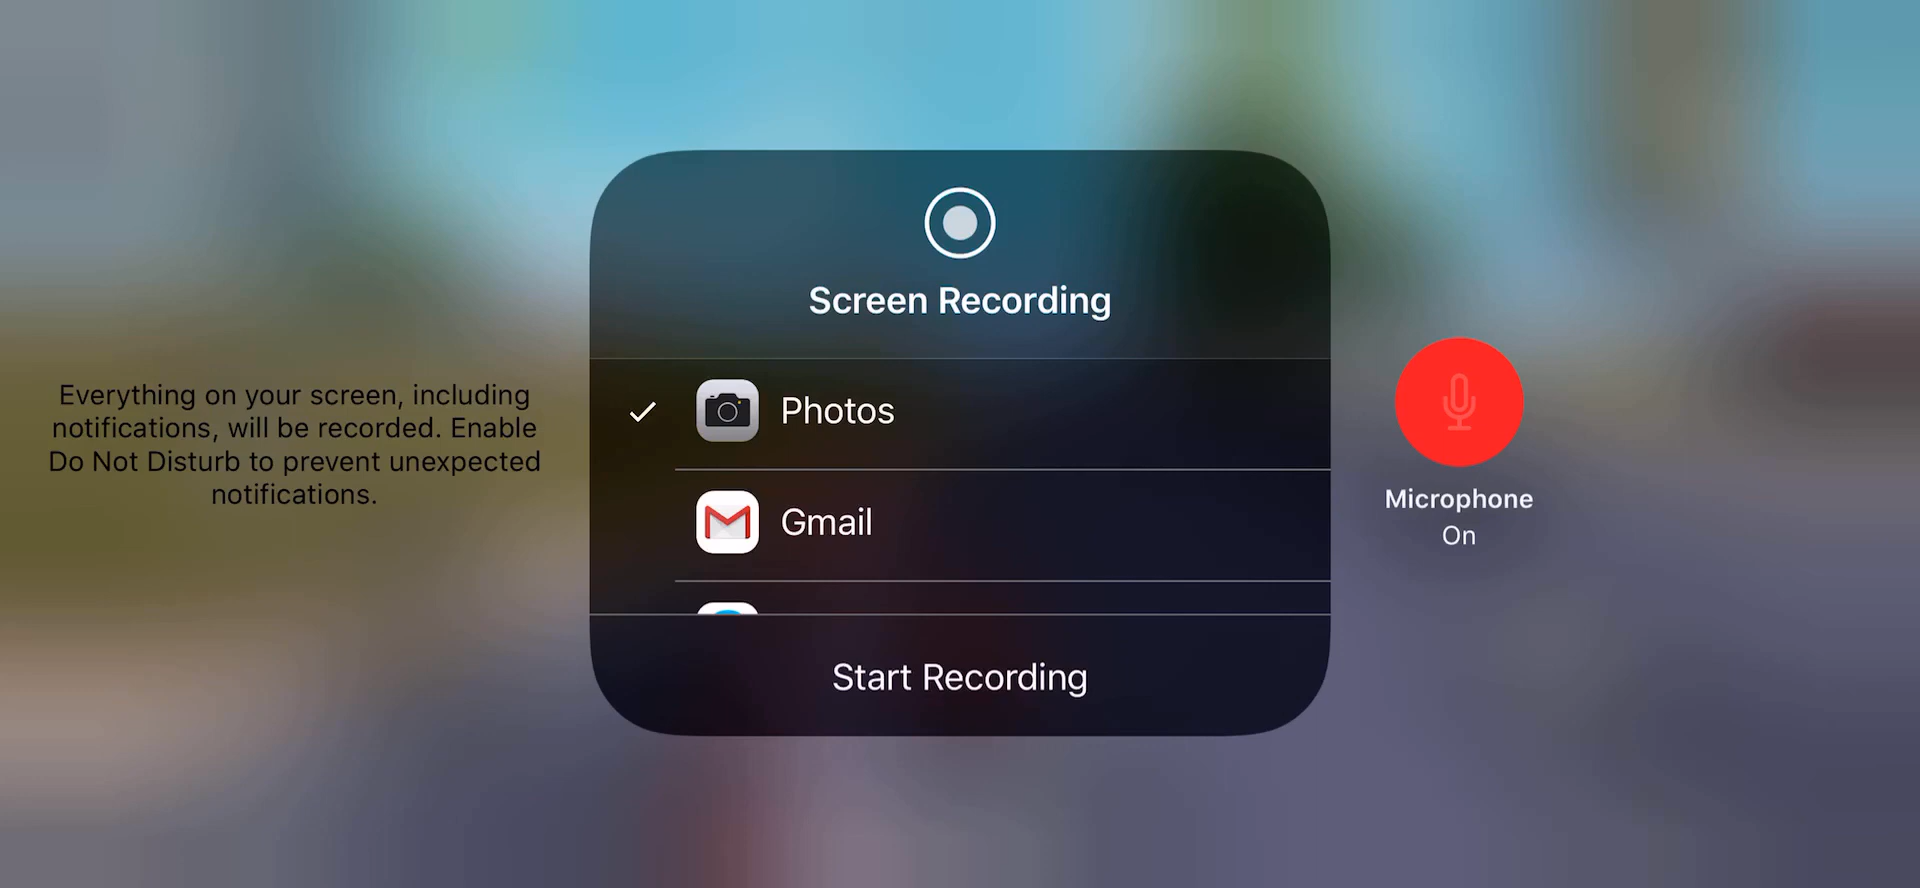 Screen Recording
Everything on your screen, including
notifications, will be recorded. Enable
Do Not Disturb to prevent unexpected
notifications.
Photos
Gmail
Start Recording
Microphone
On